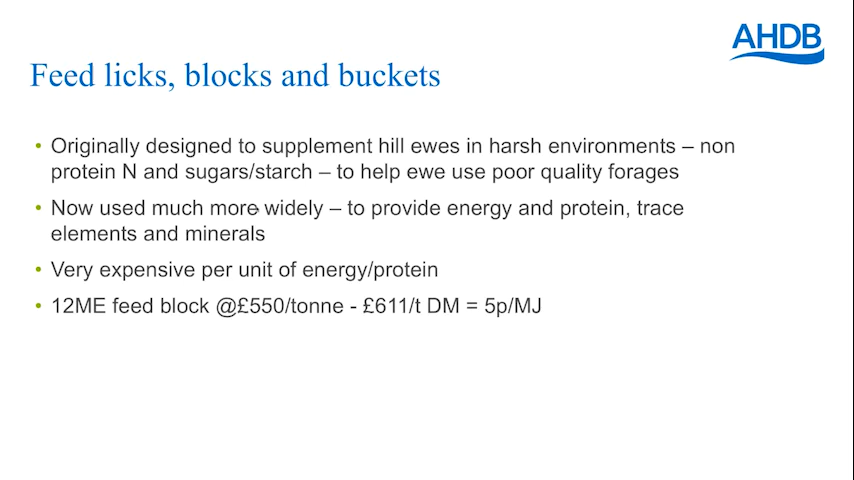 AHDB
Feed licks, blocks and buckets
• Originally designed to supplement hill ewes in harsh environments – non
protein N and sugars/starch – to help ewe use poor quality forages
• Now used much more widely – to provide energy and protein, trace
elements and minerals
• Very expensive per unit of energy/protein
• 12ME feed block @£550/tonne - £611/t DM = 5p/MJ